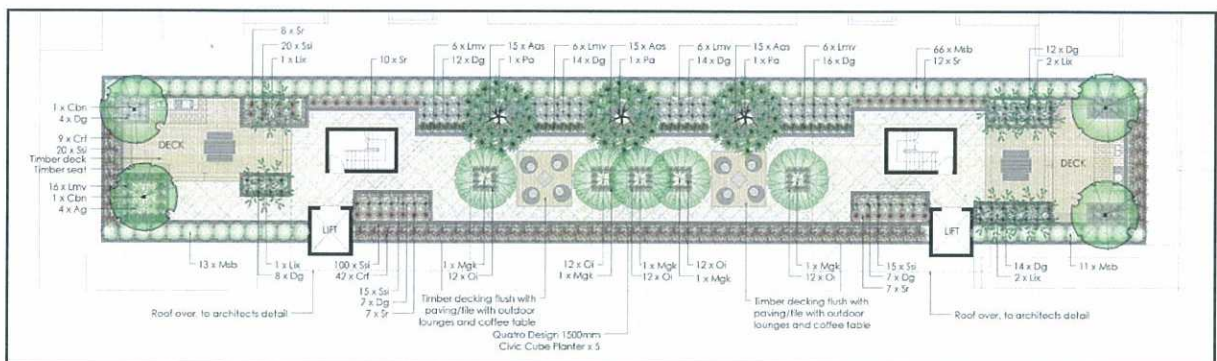 8 x Sr
20 x Ssi
1 x Lix
10 x Sr
6 x Lmv
12 x Dg
15 x Aas
1 x Pa
6 x Lmv
14 x Dg
15 x Aas
1 x Pa
6 x Lmv
14 x Dg
15 x Aas
1 x Pa
6 x Lmv
16 x Dg
66 x Msb
12 x Sr
12 x Dg
2 x Lix
1 x Cbn
4 x Dg
9 x Crf
20 x Ssi
Timber deck
Timber seat
16 x Lmv
1 x Cbn
4 x Ag
DECK
DECK
LIFT
LIFT
13 x Msb
1 x Lix
8 x Dg
100 x Ssi
42 x Crf
15 x Ssi
7 x Dg
7 x Sr
1 x Mgk
12 x Oi
12 x Oi
1 x Mgk
1 x Mgk
12 x Oi
12 x Oi
1 x Mgk
1 x Mgk
12 x Oi
15 x Ssi
7 x Dg
7 x Sr
14 x Dg
2 x Lix
11 x Msb
Roof over, to architects detail
Timber decking flush with
paving/tile with outdoor
lounges and coffee table
Quatro Design 1500mm
Civic Cube Planter x 5
Timber decking flush with
paving/tile with outdoor
lounges and coffee table
Roof over, to architects detail